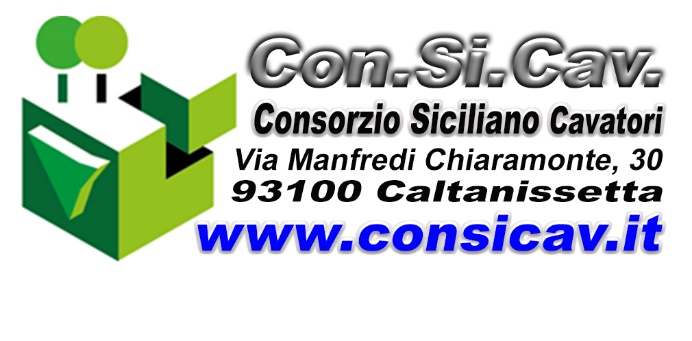 Con.Si.Cav.
Consorzio Siciliano Cavatori
Via Manfredi Chiaramonte, 30
93100 Caltanissetta
www.consicav.it